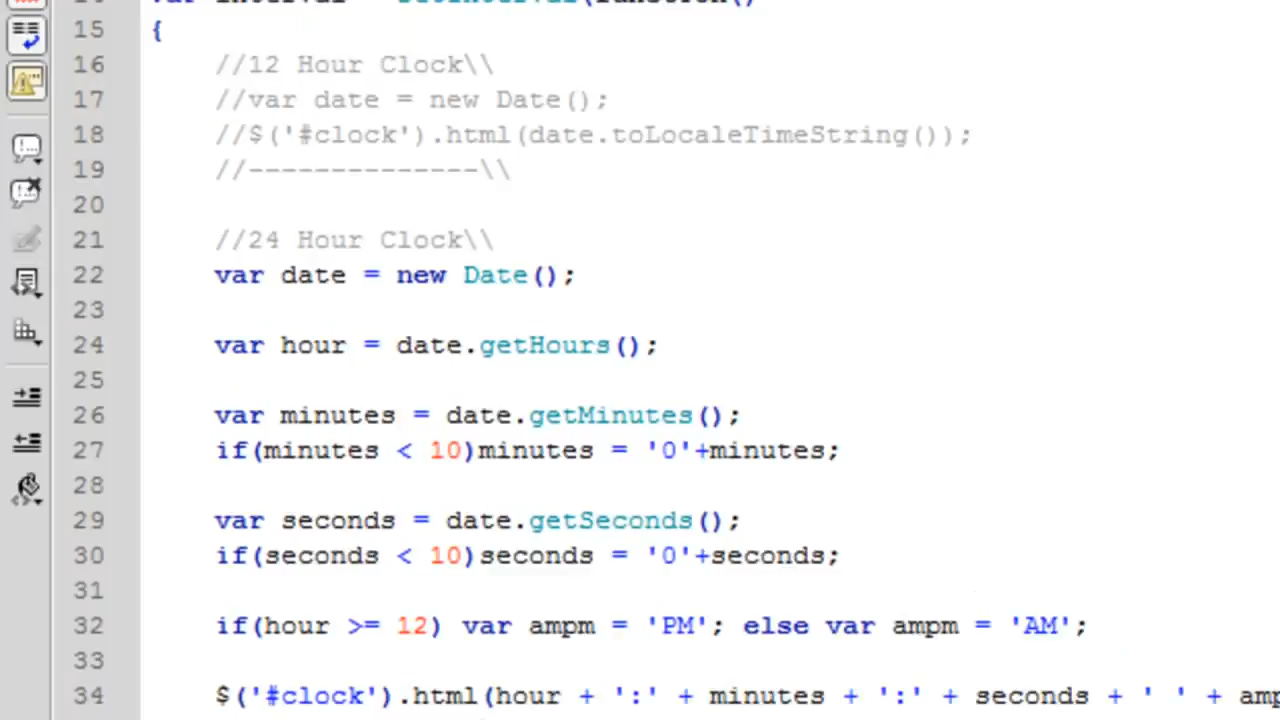 15 {
16 //12 Hour Clock\\
17 //var date = new Date();
18 //$('#clock').html(date.toLocaleTimeString());
19 //--------------\\
20
21 //24 Hour Clock\\
22 var date = new Date();
23
24 var hour = date.getHours();
25
26 var minutes = date.getMinutes();
27 if(minutes < 10)minutes = '0'+minutes;
28
29 var seconds = date.getSeconds();
30 if(seconds < 10)seconds = '0'+seconds;
31
32 if(hour >= 12) var ampm = 'PM'; else var ampm = 'AM';
33
34 $('#clock').html(hour + ':' + minutes + ':' + seconds + ' ' + amp